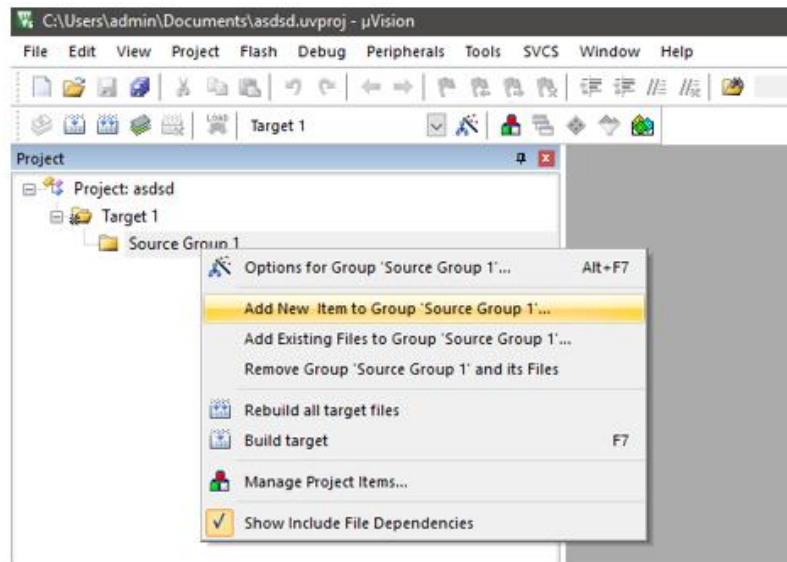 C:\Users\admin\Documents\asdsd.uvproj - µVision
File Edit View Project Flash Debug Peripherals Tools SVCS Window Help
LOAD Target 1
Project
Project: asdsd
Target 1
Source Group 1
Options for Group 'Source Group 1'... Alt+F7
Add New Item to Group 'Source Group 1'...
Add Existing Files to Group 'Source Group 1'...
Remove Group 'Source Group 1' and its Files
Rebuild all target files
Build target F7
Manage Project Items...
Show Include File Dependencies